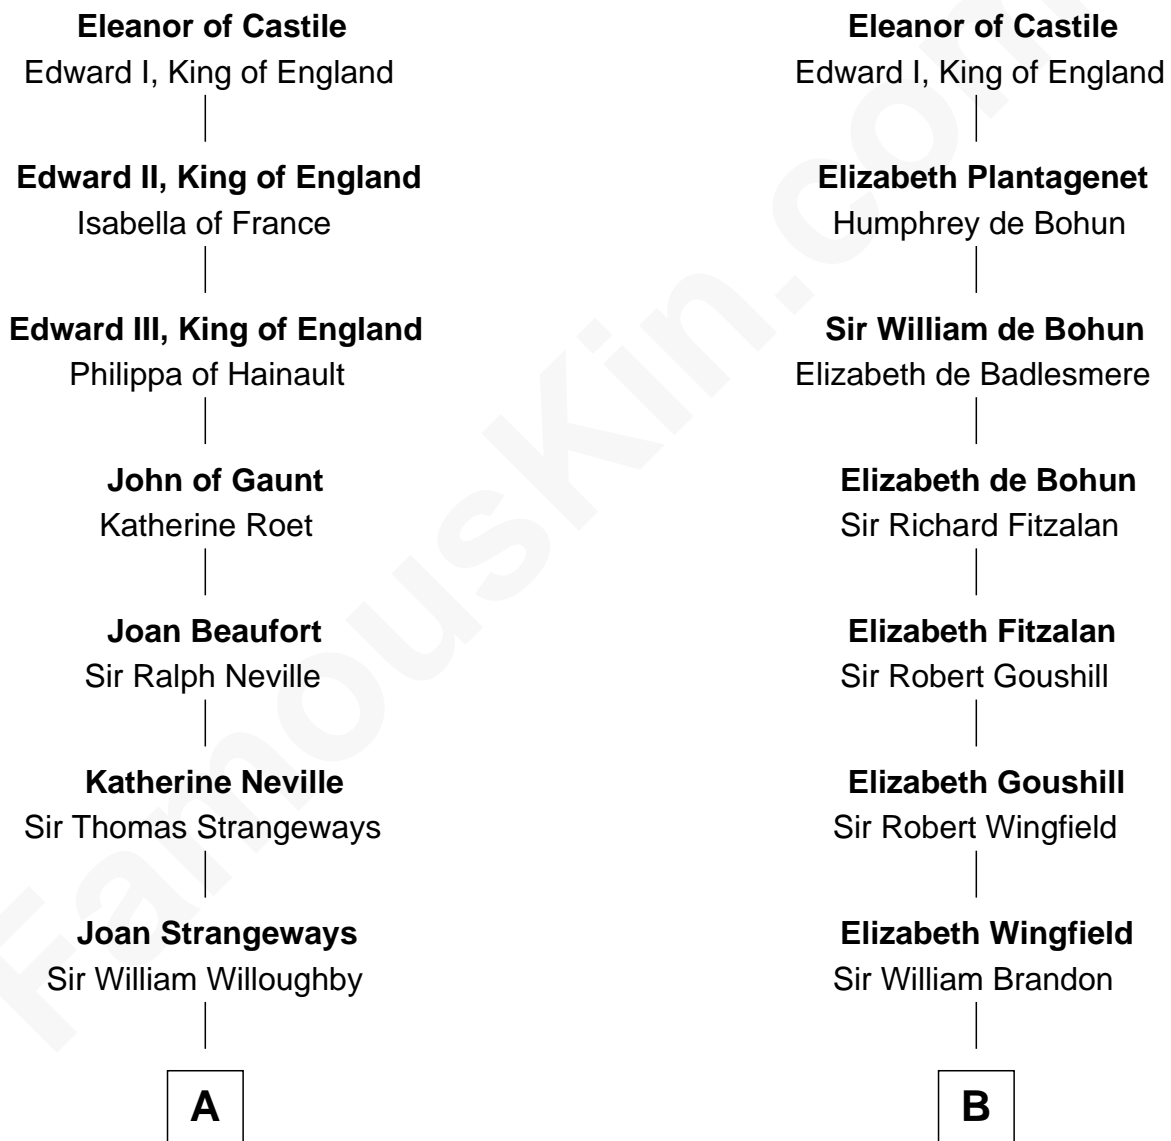 Eleanor of Castile
Edward I, King of England
Edward II, King of England
Isabella of France
Edward III, King of England
Philippa of Hainault
John of Gaunt
Katherine Roet
Joan Beaufort
Sir Ralph Neville
Katherine Neville
Sir Thomas Strangeways
Joan Strangeways
Sir William Willoughby
A
Eleanor of Castile
Edward I, King of England
Elizabeth Plantagenet
Humphrey de Bohun
Sir William de Bohun
Elizabeth de Badlesmere
Elizabeth de Bohun
Sir Richard Fitzalan
Elizabeth Fitzalan
Sir Robert Goushill
Elizabeth Goushill
Sir Robert Wingfield
Elizabeth Wingfield
Sir William Brandon
B
FamousKin.com